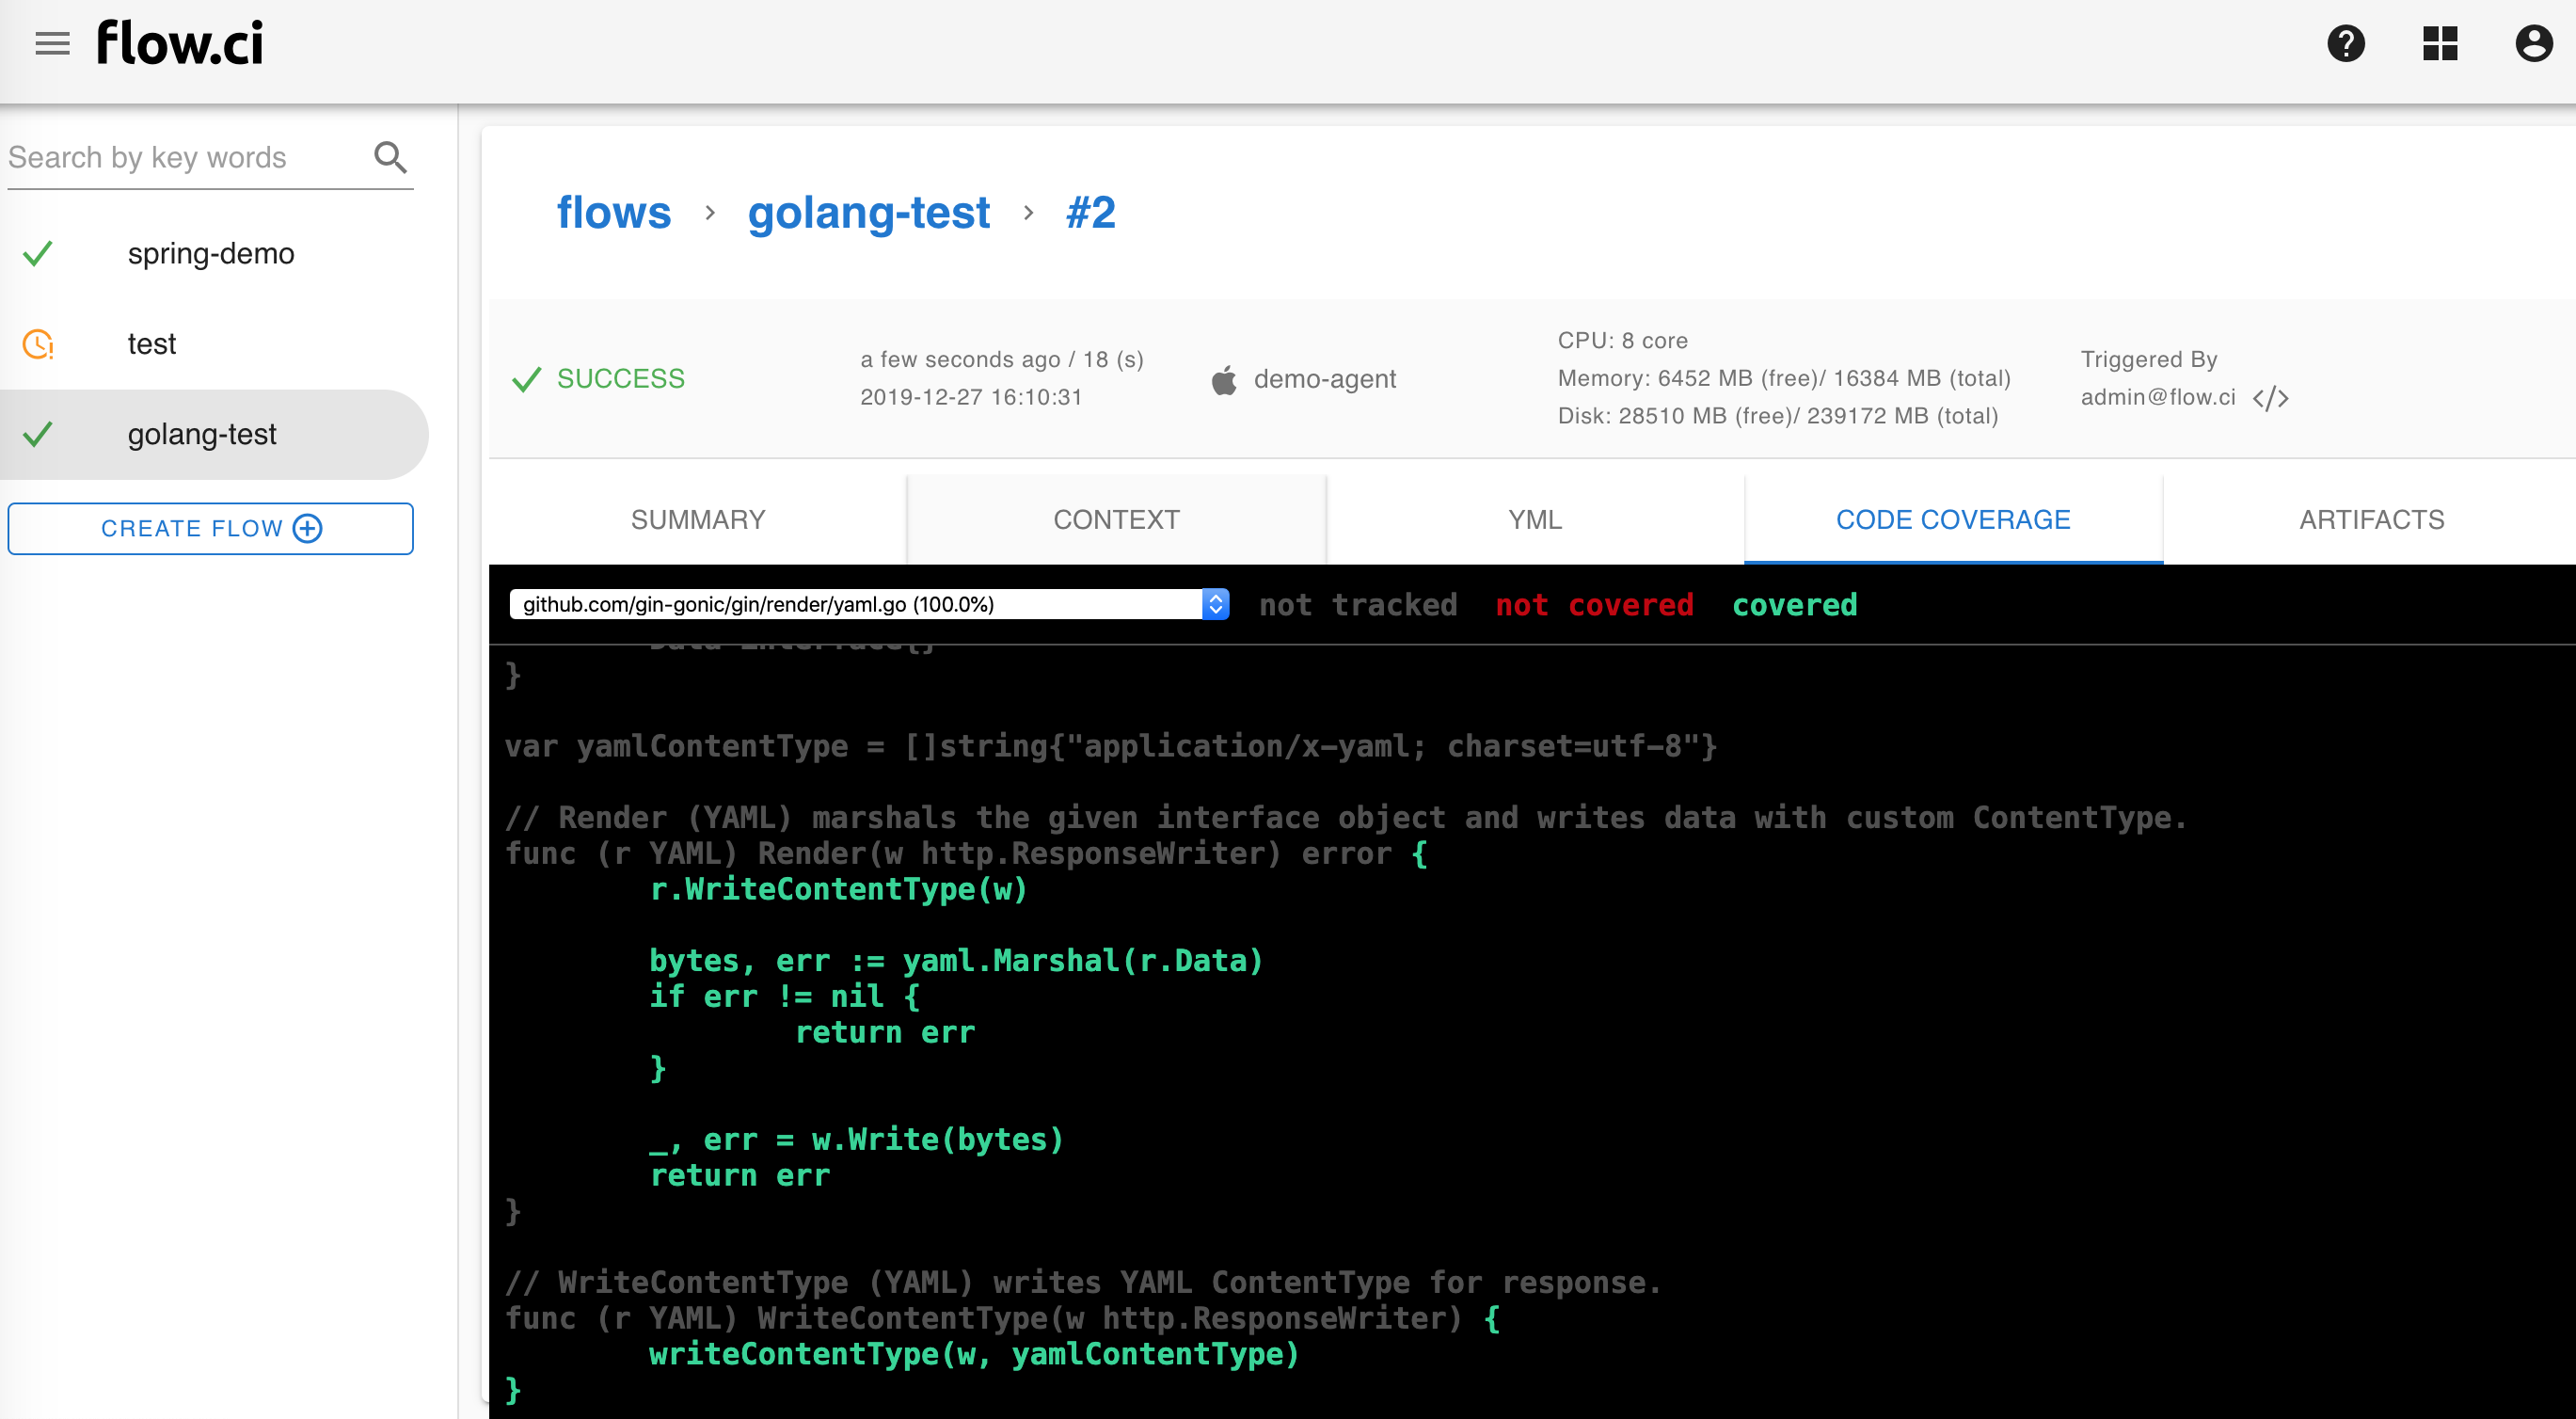 flow.ci
Search by key words
spring-demo
test
golang-test
CREATE FLOW
flows › golang-test › #2
SUCCESS
a few seconds ago / 18 (s)
2019-12-27 16:10:31
demo-agent
CPU: 8 core
Memory: 6452 MB (free)/ 16384 MB (total)
Disk: 28510 MB (free)/ 239172 MB (total)
Triggered By
admin@flow.ci </>
SUMMARY
CONTEXT
YML
CODE COVERAGE
ARTIFACTS
github.com/gin-gonic/gin/render/yaml.go (100.0%)
not tracked not covered covered
Data interface{}
}
var yamlContentType = []string{"application/x-yaml; charset=utf-8"}
// Render (YAML) marshals the given interface object and writes data with custom ContentType.
func (r YAML) Render(w http.ResponseWriter) error {
r.WriteContentType(w)
bytes, err := yaml.Marshal(r.Data)
if err != nil {
return err
}
_, err = w.Write(bytes)
return err
}
// WriteContentType (YAML) writes YAML ContentType for response.
func (r YAML) WriteContentType(w http.ResponseWriter) {
writeContentType(w, yamlContentType)
}